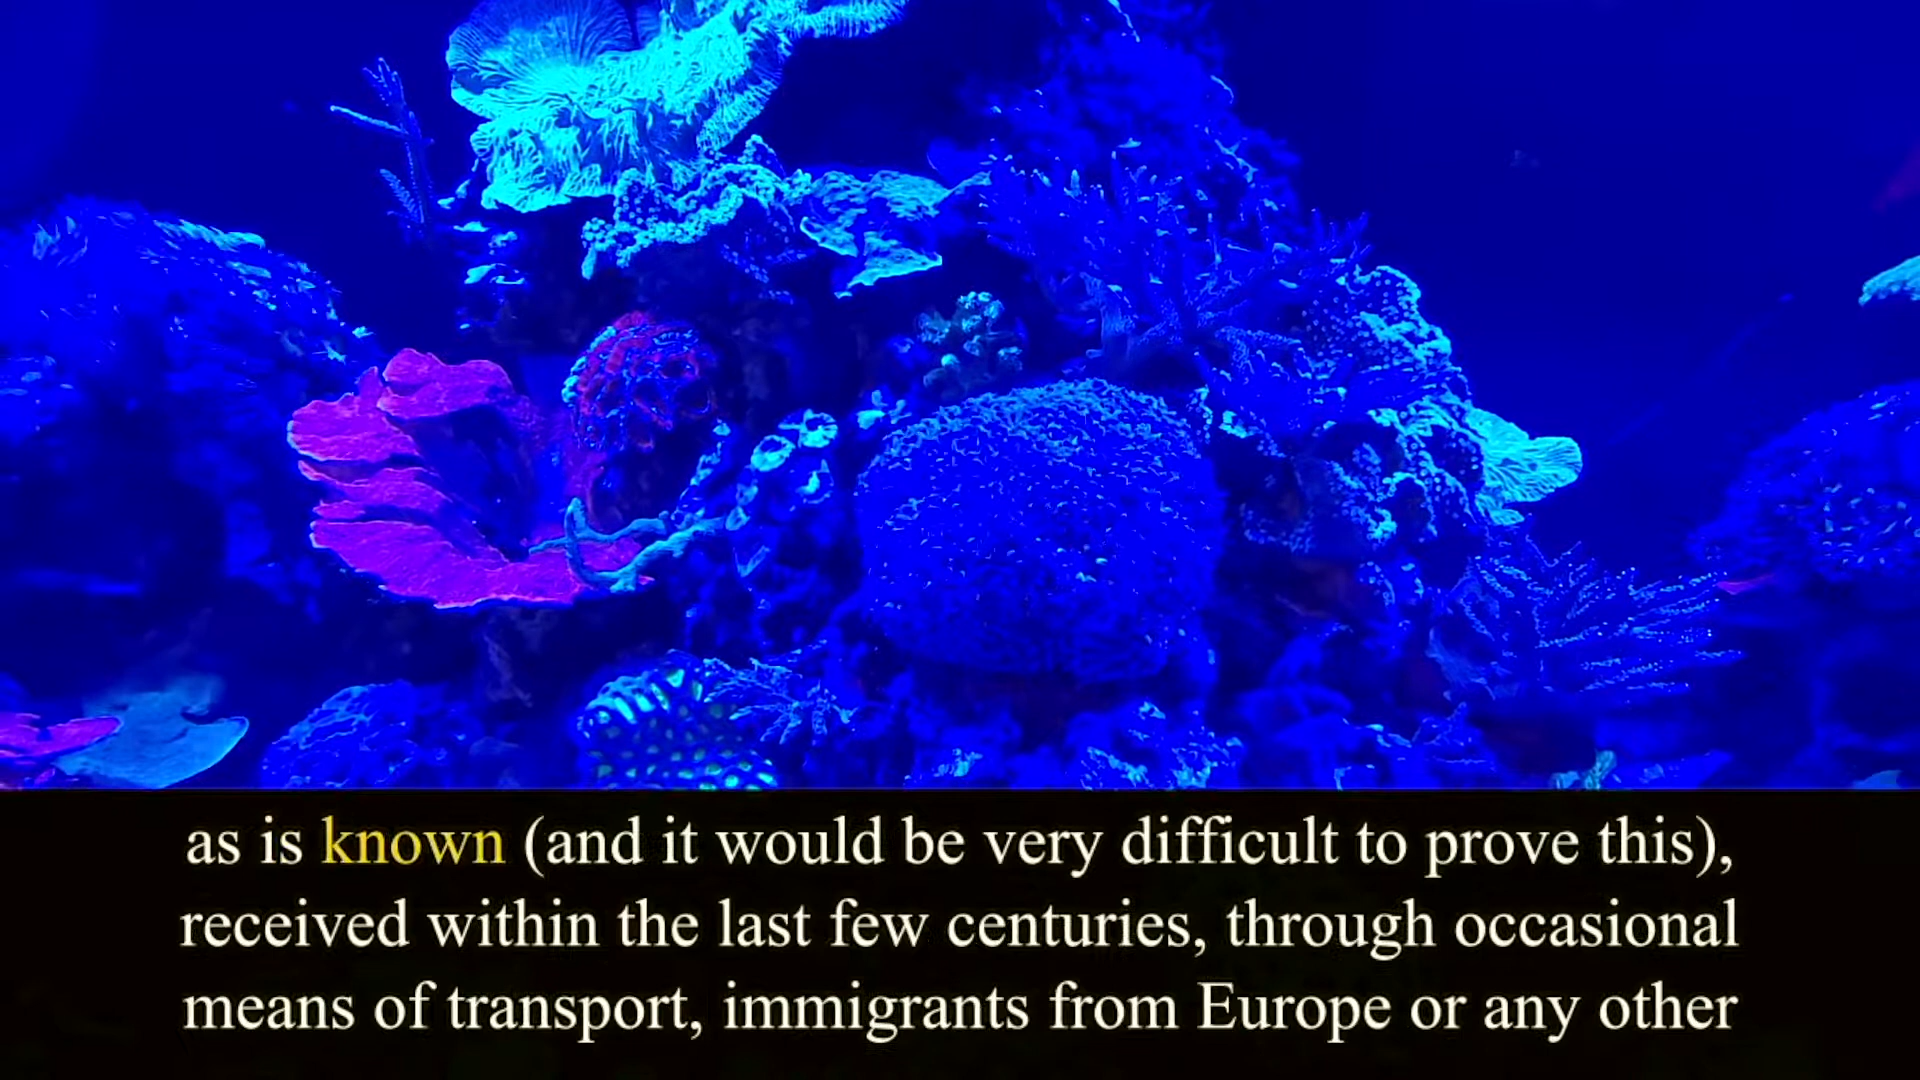 as is known (and it would be very difficult to prove this),
received within the last few centuries, through occasional
means of transport, immigrants from Europe or any other